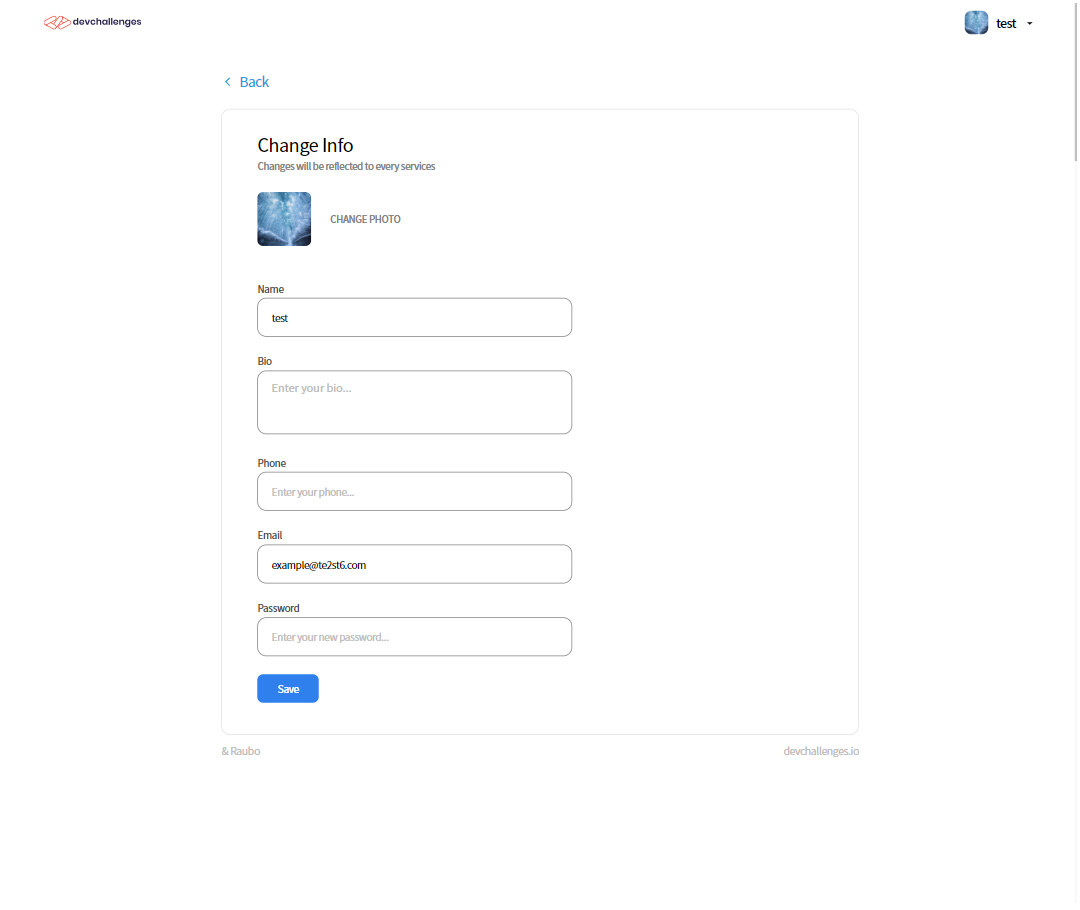 devchallenges
test
Back
Change Info
Changes will be reflected to every services
CHANGE PHOTO
Name
test
Bio
Enter your bio...
Phone
Enter your phone...
Email
example@te2st6.com
Password
Enter your new password...
Save
& Raubo
devchallenges.io